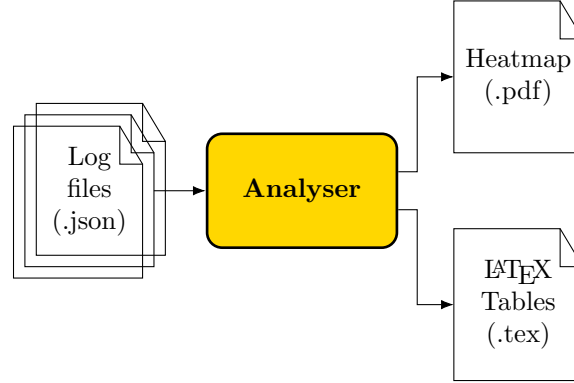 Log
files
(.json)
Analyser
Heatmap
(.pdf)
LATEX
Tables
(.tex)